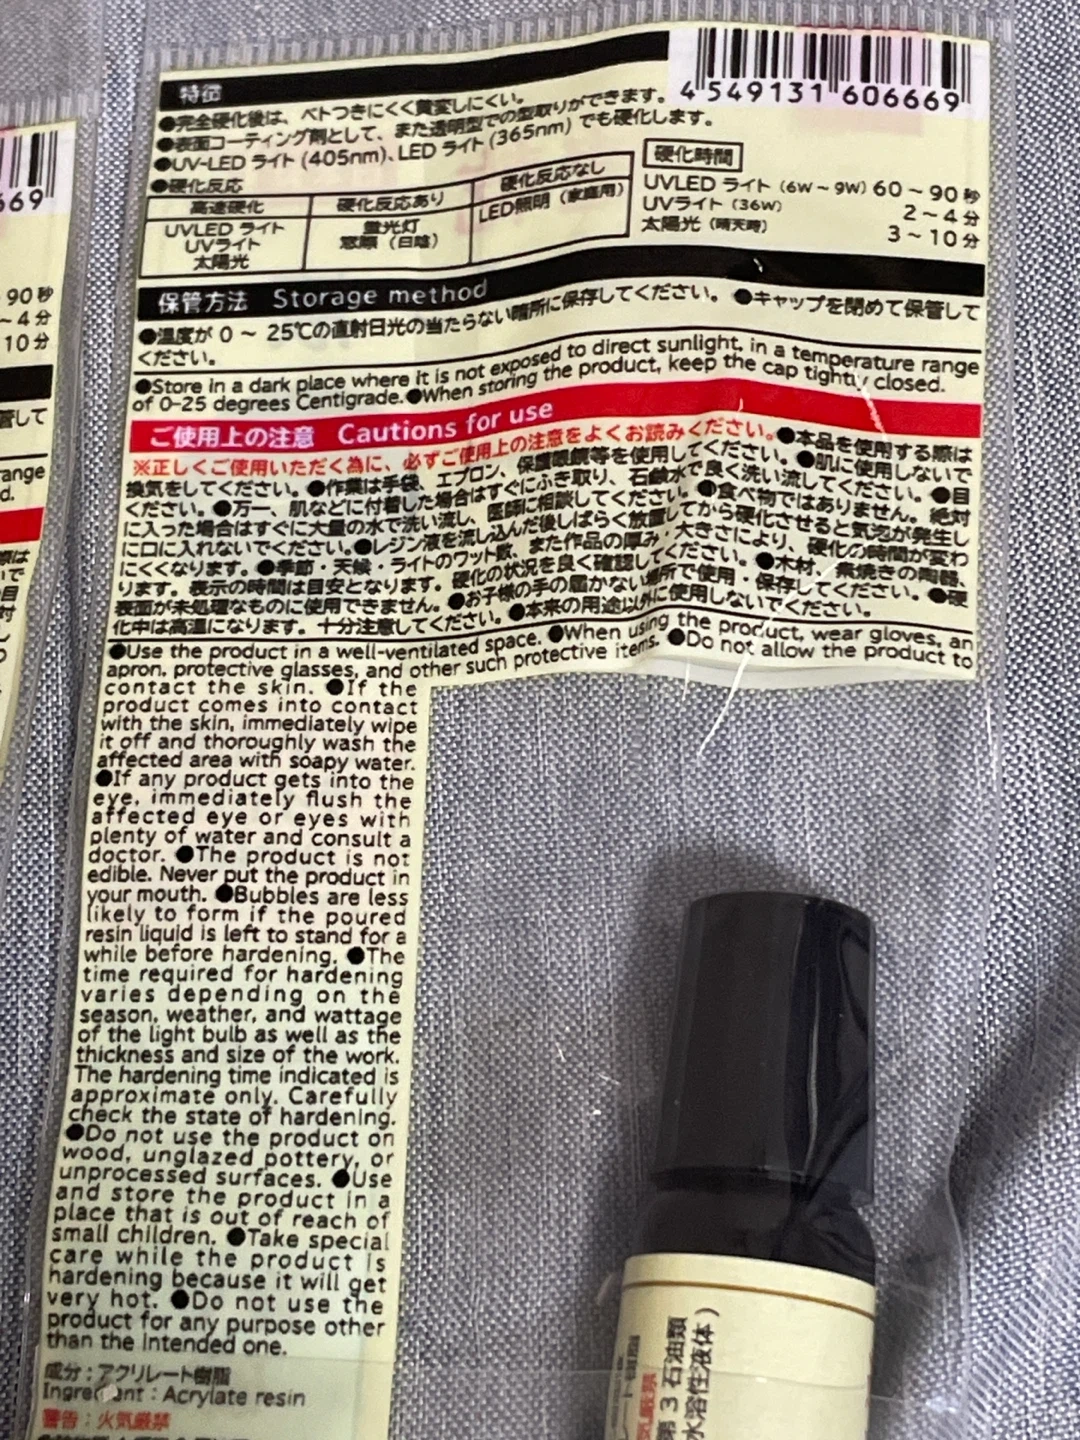 特徴
●完全硬化後は、ベトつきにくく黄変しにくい。
●表面コーティング剤として、また透明型での型取りができます。
●UV-LED ライト (405nm)、LED ライト (365nm) でも硬化します。
4 549131 606669
●硬化反応
高速硬化 硬化反応あり 硬化反応なし
UVLED ライト 蛍光灯 LED照明（家庭用）
UVライト 窓際（日陰）
太陽光
硬化時間
UVLED ライト（6W～9W）60～90秒
UVライト（36W） 2～4分
太陽光（晴天時） 3～10分
保管方法 Storage method
●温度が 0 ～ 25℃の直射日光の当たらない暗所に保存してください。 ●キャップを閉めて保管して
ください。
●Store in a dark place where it is not exposed to direct sunlight, in a temperature range
of 0-25 degrees Centigrade.●When storing the product, keep the cap tightly closed.
ご使用上の注意 Cautions for use
※正しくご使用いただく為に、必ずご使用上の注意をよくお読みください。●本品を使用する際は
換気をしてください。●作業は手袋、エプロン、保護眼鏡等を使用してください。●肌に使用しないで
ください。●万一、肌などに付着した場合はすぐにふき取り、石鹸水で良く洗い流してください。●目
に入った場合はすぐに大量の水で洗い流し、医師に相談してください。●食べ物ではありません。絶対
に口に入れないでください。●レジン液を流し込んだ後しばらく放置してから硬化させると気泡が発生し
にくくなります。●季節・天候・ライトのワット数、また作品の厚み・大きさにより、硬化の時間が変わ
ります。表示の時間は目安となります。硬化の状況を良く確認してください。●木材、素焼きの陶器、
表面が未処理なものに使用できません。●お子様の手の届かない場所で使用・保存してください。●硬
化中は高温になります。十分注意してください。●本来の用途以外に使用しないでください。
●Use the product in a well-ventilated space. ●When using the product, wear gloves, an
apron, protective glasses, and other such protective items. ●Do not allow the product to
contact the skin. ●If the
product comes into contact
with the skin, immediately wipe
it off and thoroughly wash the
affected area with soapy water.
●If any product gets into the
eye, immediately flush the
affected eye or eyes with
plenty of water and consult a
doctor. ●The product is not
edible. Never put the product in
your mouth. ●Bubbles are less
likely to form if the poured
resin liquid is left to stand for a
while before hardening. ●The
time required for hardening
varies depending on the
season, weather, and wattage
of the light bulb as well as the
thickness and size of the work.
The hardening time indicated is
approximate only. Carefully
check the state of hardening.
●Do not use the product on
wood, unglazed pottery, or
unprocessed surfaces. ●Use
and store the product in a
place that is out of reach of
small children. ●Take special
care while the product is
hardening because it will get
very hot. ●Do not use the
product for any purpose other
than the intended one.
成分：アクリレート樹脂
Ingredient : Acrylate resin
警告：火気厳禁
669
90秒
～4分
10分
管して
range
d.
第３石油類
水溶性液体）